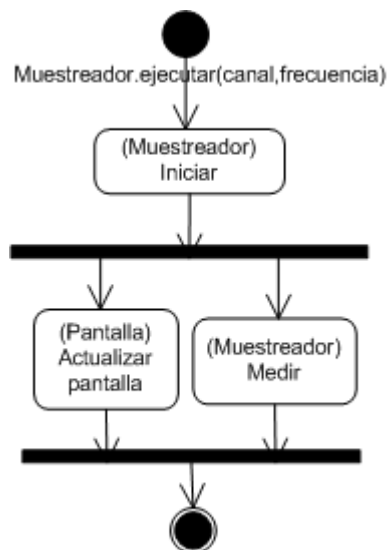 Muestreador.ejecutar(canal,frecuencia)
(Muestreador)
Iniciar
(Pantalla)
Actualizar
pantalla
(Muestreador)
Medir